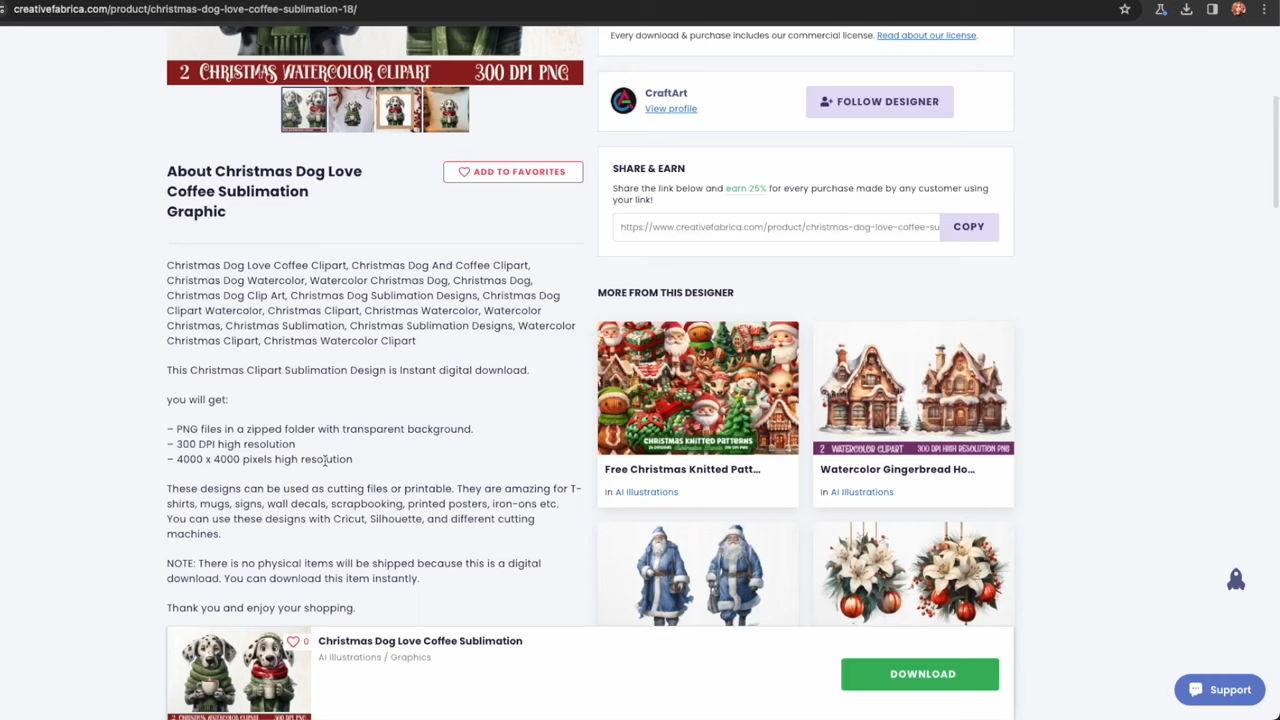 creativefabrica.com/product/christmas-dog-love-coffee-sublimation-18/
2 CHRISTMAS WATERCOLOR CLIPART 300 DPI PNG
About Christmas Dog Love
Coffee Sublimation
Graphic
ADD TO FAVORITES
Christmas Dog Love Coffee Clipart, Christmas Dog And Coffee Clipart,
Christmas Dog Watercolor, Watercolor Christmas Dog, Christmas Dog,
Christmas Dog Clip Art, Christmas Dog Sublimation Designs, Christmas Dog
Clipart Watercolor, Christmas Clipart, Christmas Watercolor, Watercolor
Christmas, Christmas Sublimation, Christmas Sublimation Designs, Watercolor
Christmas Clipart, Christmas Watercolor Clipart
This Christmas Clipart Sublimation Design is Instant digital download.
you will get:
– PNG files in a zipped folder with transparent background.
– 300 DPI high resolution
– 4000 x 4000 pixels high resolution
These designs can be used as cutting files or printable. They are amazing for T-
shirts, mugs, signs, wall decals, scrapbooking, printed posters, iron-ons etc.
You can use these designs with Cricut, Silhouette, and different cutting
machines.
NOTE: There is no physical items will be shipped because this is a digital
download. You can download this item instantly.
Thank you and enjoy your shopping.
Every download & purchase includes our commercial license. Read about our license.
CraftArt
View profile
FOLLOW DESIGNER
SHARE & EARN
Share the link below and earn 25% for every purchase made by any customer using
your link!
https://www.creativefabrica.com/product/christmas-dog-love-coffee-su
COPY
MORE FROM THIS DESIGNER
CHRISTMAS KNITTED PATTERNS
2 WATERCOLOR CLIPART 300 DPI HIGH RESOLUTION PNG
Free Christmas Knitted Patt...
In AI Illustrations
Watercolor Gingerbread Ho...
In AI Illustrations
0
2 CHRISTMAS WATERCOLOR CLIPART 300 DPI PNG
Christmas Dog Love Coffee Sublimation
AI Illustrations / Graphics
DOWNLOAD
Support